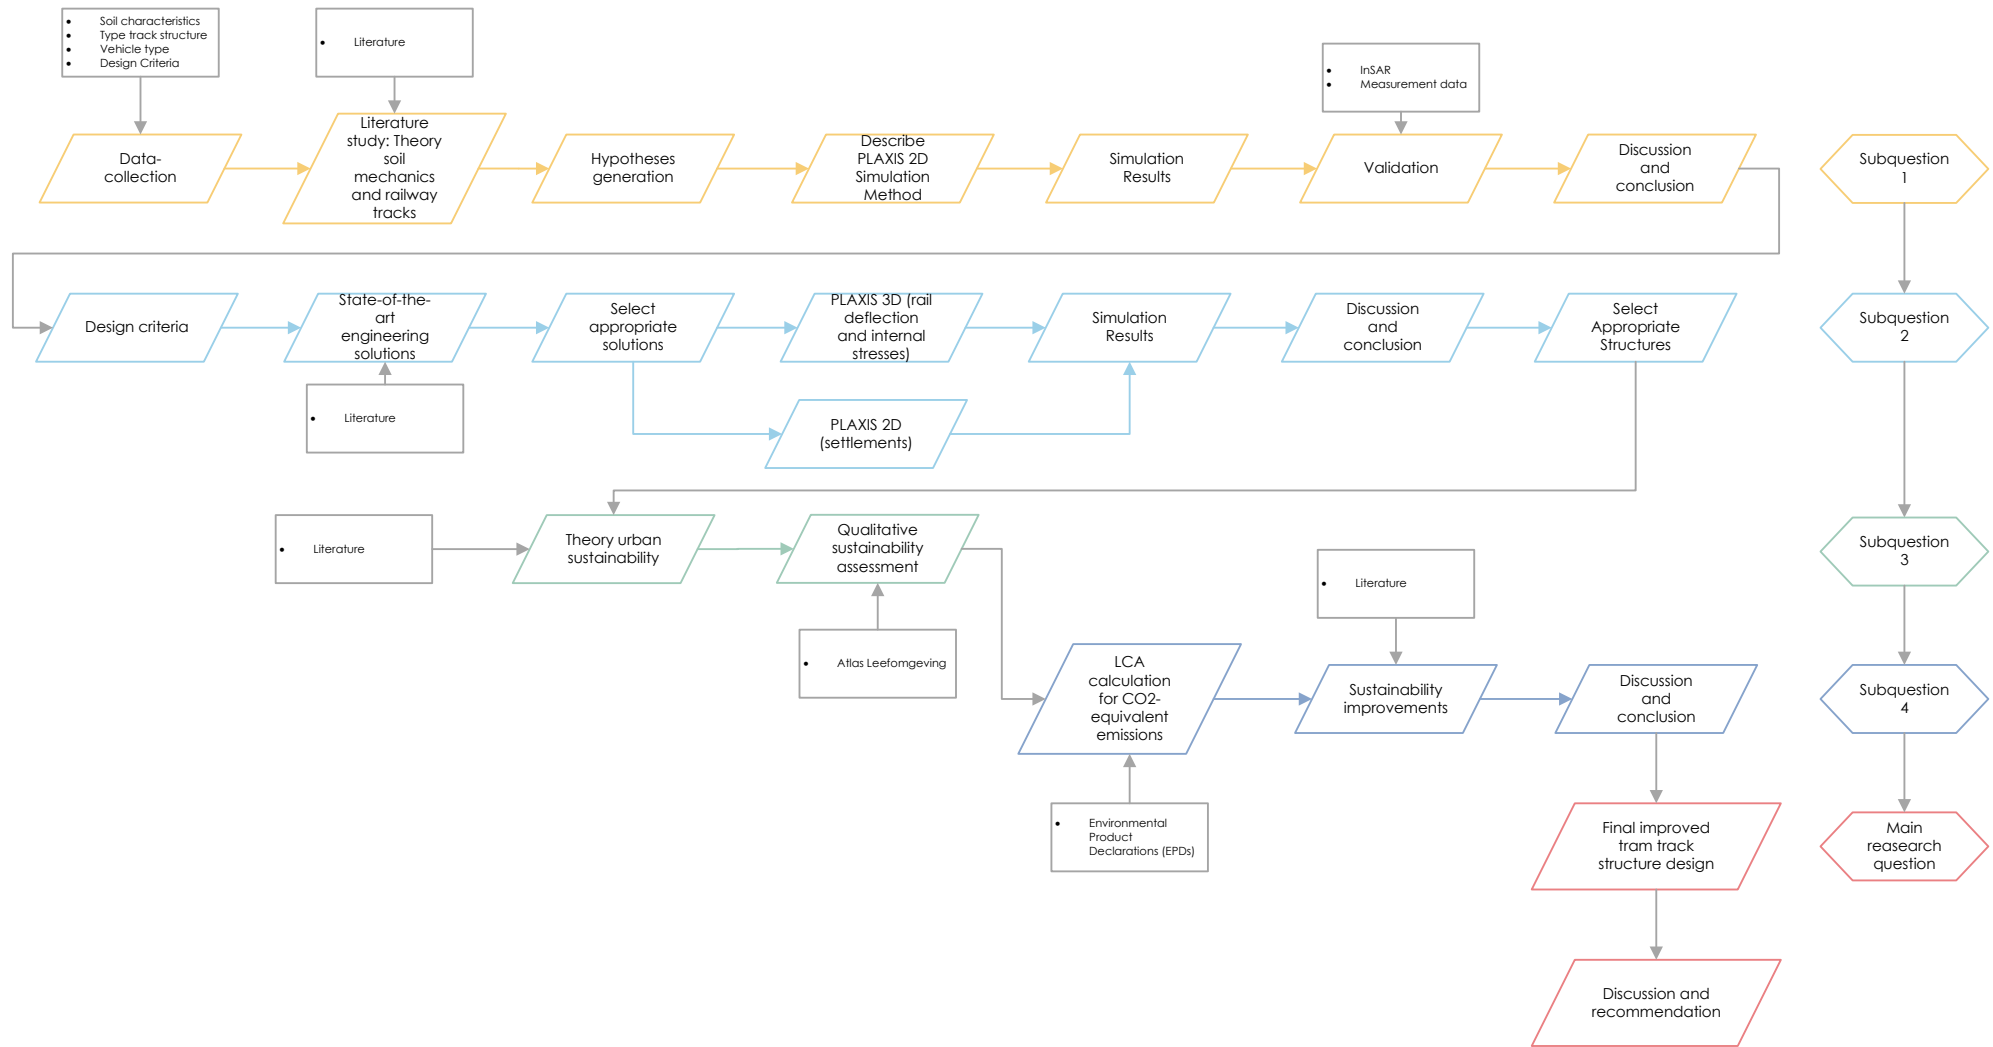 Soil characteristics
Type track structure
Vehicle type
Design Criteria
Literature
InSAR
Measurement data
Data-
collection
Literature
study: Theory
soil
mechanics
and railway
tracks
Hypotheses
generation
Describe
PLAXIS 2D
Simulation
Method
Simulation
Results
Validation
Discussion
and
conclusion
Subquestion
1
Design criteria
State-of-the-
art
engineering
solutions
Select
appropriate
solutions
PLAXIS 3D (rail
deflection
and internal
stresses)
Simulation
Results
Discussion
and
conclusion
Select
Appropriate
Structures
Subquestion
2
Literature
PLAXIS 2D
(settlements)
Literature
Theory urban
sustainability
Qualitative
sustainability
assessment
Subquestion
3
Literature
Atlas Leefomgeving
LCA
calculation
for CO2-
equivalent
emissions
Sustainability
improvements
Discussion
and
conclusion
Subquestion
4
Environmental
Product
Declarations (EPDs)
Final improved
tram track
structure design
Main
reasearch
question
Discussion and
recommendation